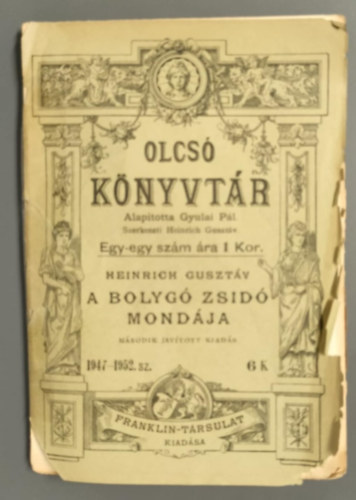 OLCSÓ
KÖNYVTÁR
Alapította Gyulai Pál
Szerkeszti Heinrich Gusztáv
Egy-egy szám ára 1 Kor.
HEINRICH GUSZTÁV
A BOLYGÓ ZSIDÓ
MONDÁJA
MÁSODIK JAVÍTOTT KIADÁS
1947–1952. sz. 6 K
FRANKLIN-TÁRSULAT
KIADÁSA